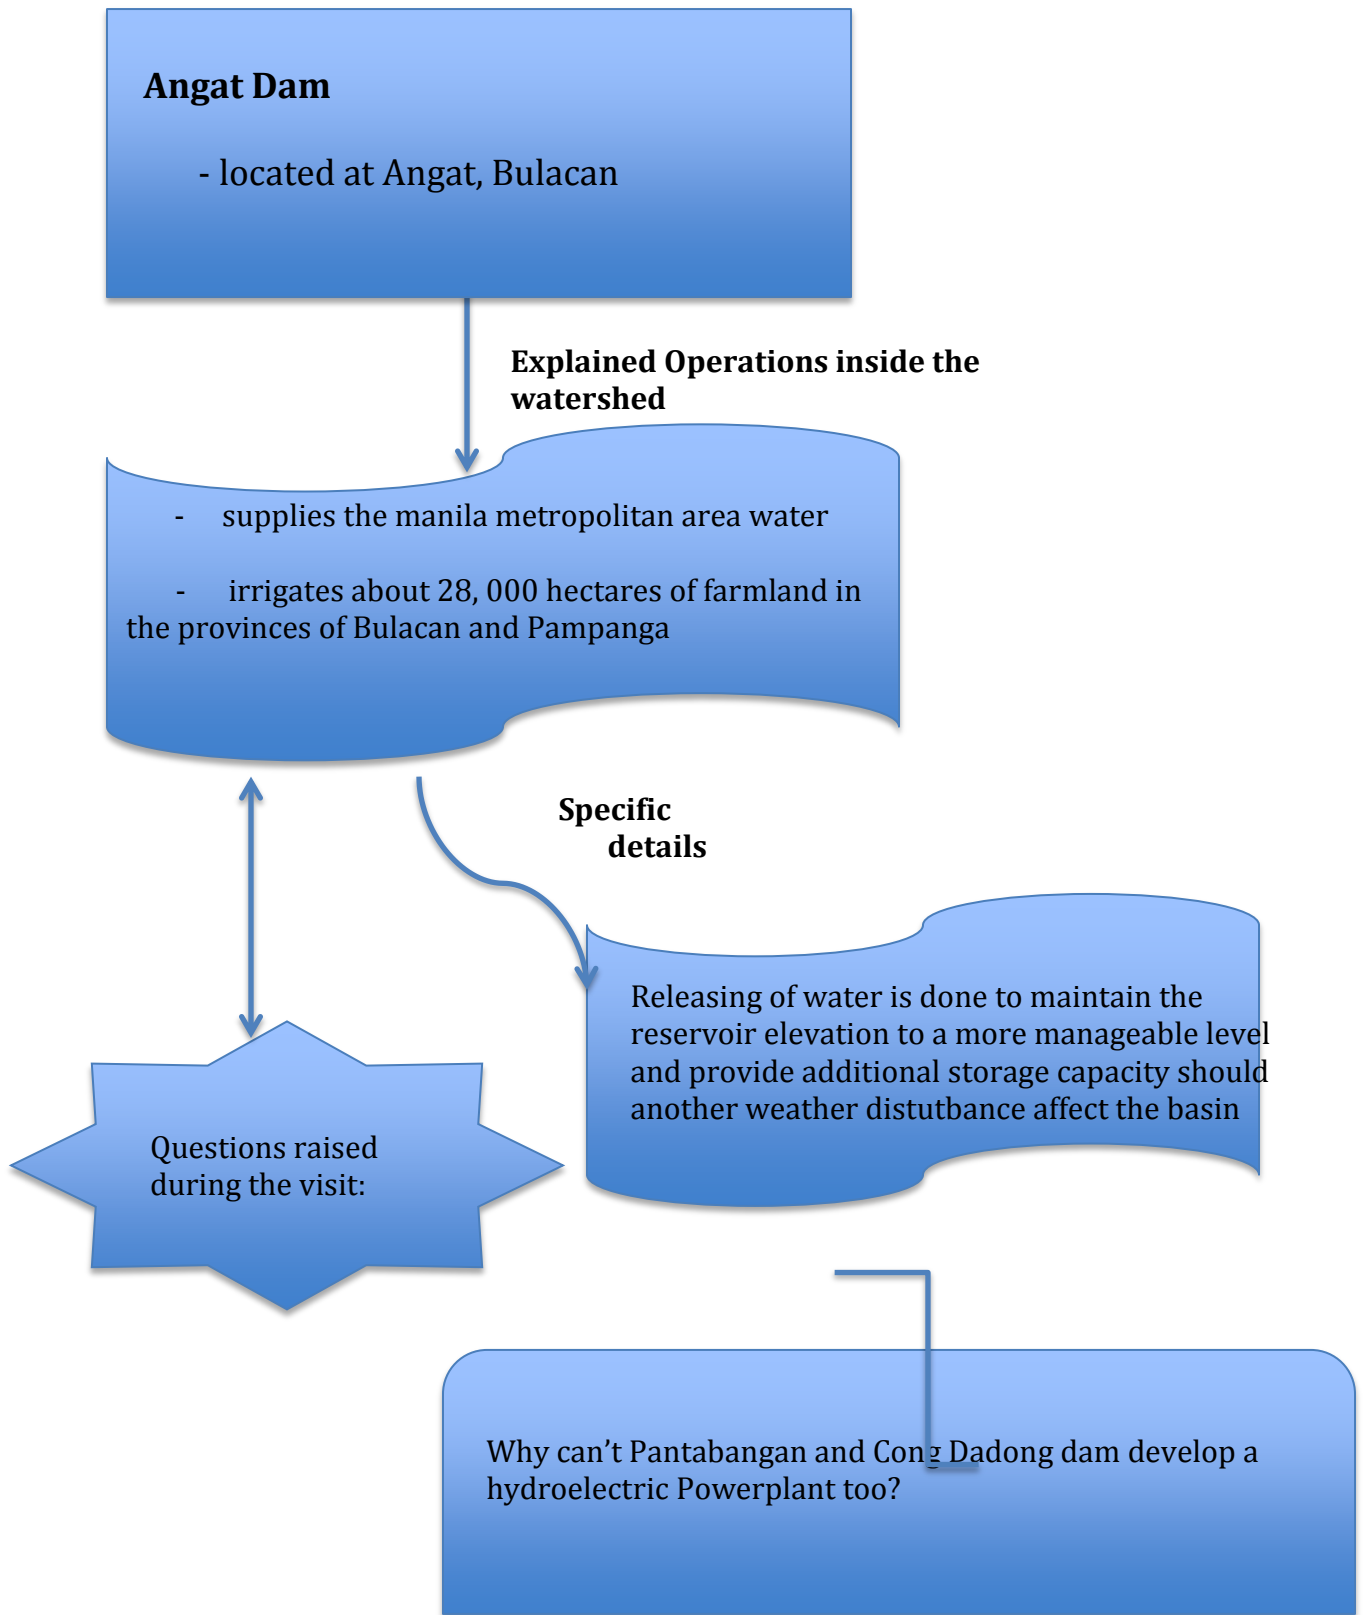 Angat Dam
- located at Angat, Bulacan
Explained Operations inside the
watershed
- supplies the manila metropolitan area water
- irrigates about 28, 000 hectares of farmland in
the provinces of Bulacan and Pampanga
Specific
details
Releasing of water is done to maintain the
reservoir elevation to a more manageable level
and provide additional storage capacity should
another weather distutbance affect the basin
Questions raised
during the visit:
Why can’t Pantabangan and Cong Dadong dam develop a
hydroelectric Powerplant too?